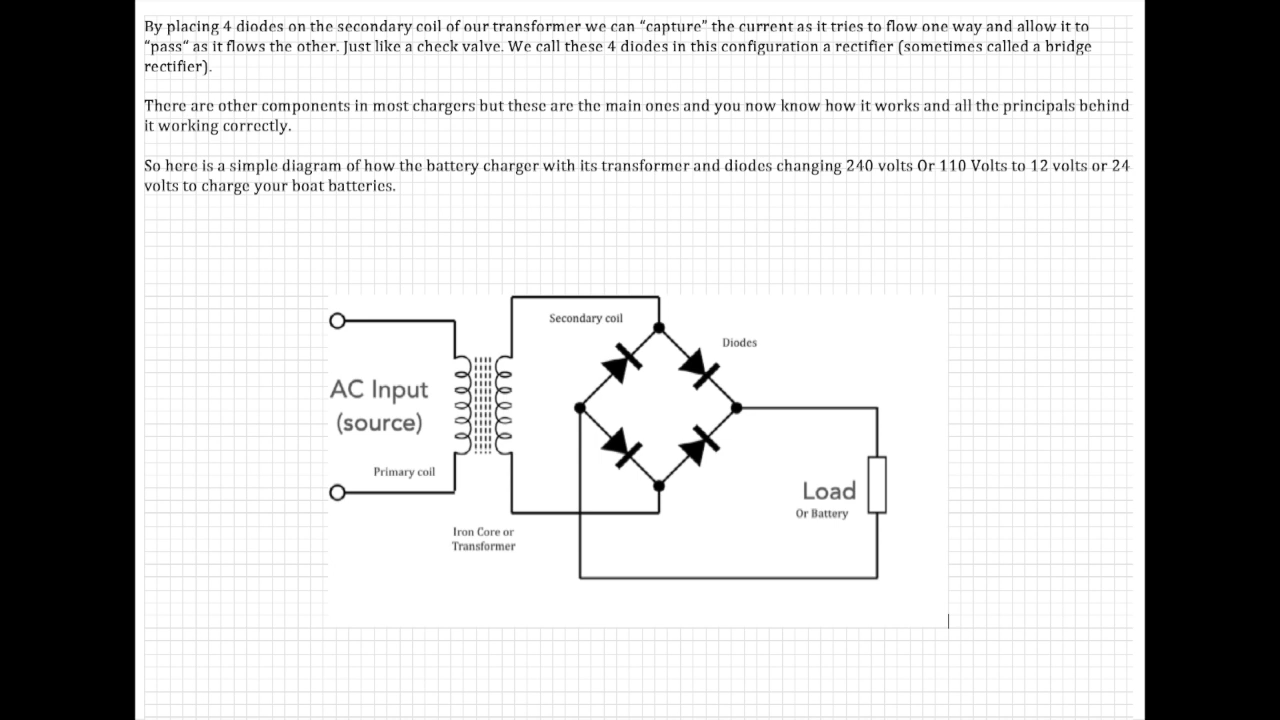 By placing 4 diodes on the secondary coil of our transformer we can “capture” the current as it tries to flow one way and allow it to
“pass“ as it flows the other. Just like a check valve. We call these 4 diodes in this configuration a rectifier (sometimes called a bridge
rectifier).
There are other components in most chargers but these are the main ones and you now know how it works and all the principals behind
it working correctly.
So here is a simple diagram of how the battery charger with its transformer and diodes changing 240 volts Or 110 Volts to 12 volts or 24
volts to charge your boat batteries.
Secondary coil
Diodes
AC Input
(source)
Primary coil
Load
Or Battery
Iron Core or
Transformer